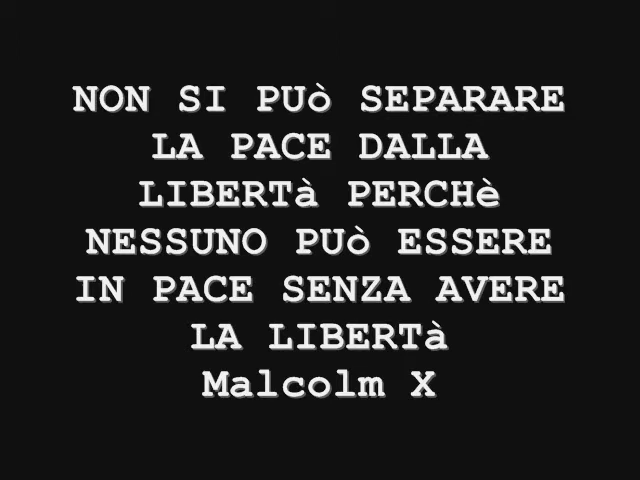 NON SI PUò SEPARARE
LA PACE DALLA
LIBERTà PERCHè
NESSUNO PUò ESSERE
IN PACE SENZA AVERE
LA LIBERTà
Malcolm X